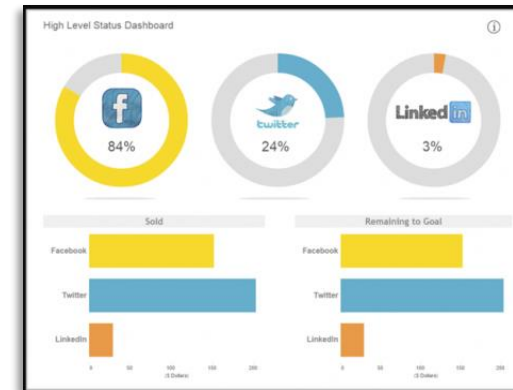 High Level Status Dashboard
f
twitter
Linked in
84%
24%
3%
Sold
Facebook
Twitter
LinkedIn
0 50 100 150 200
Remaining to Goal
Facebook
Twitter
LinkedIn
0 50 100 150 200